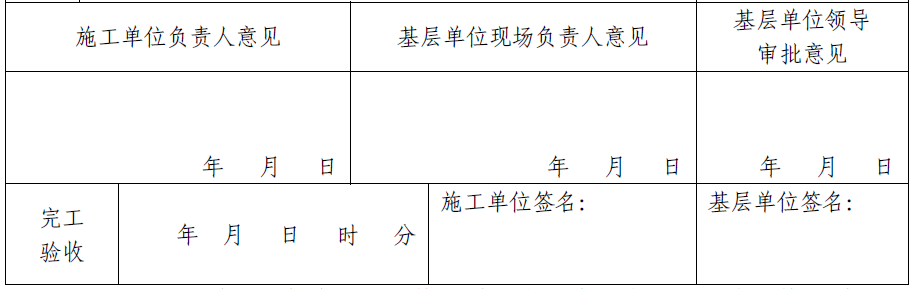 施工单位负责人意见
基层单位现场负责人意见
基层单位领导
审批意见
年 月 日
年 月 日
年 月 日
完工
验收
年 月 日 时 分
施工单位签名：
基层单位签名：